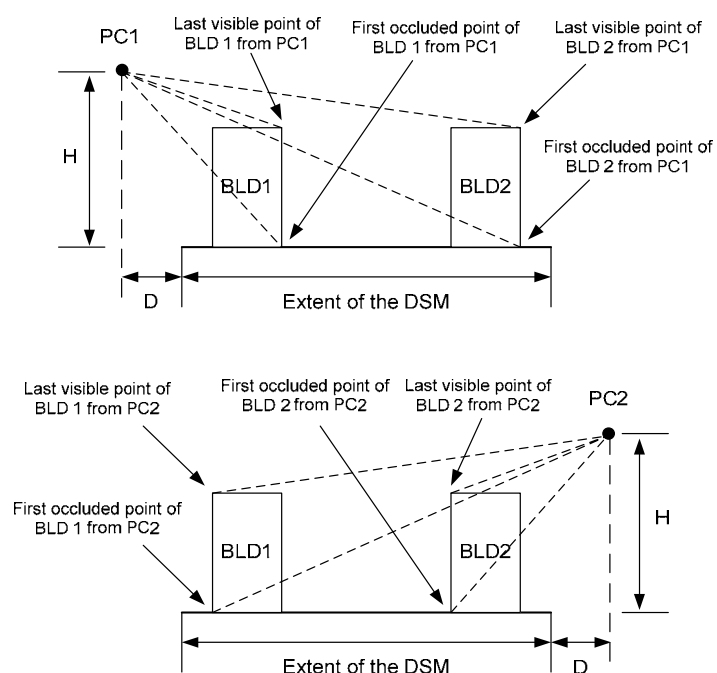 PC1
Last visible point of
BLD 1 from PC1
First occluded point of
BLD 1 from PC1
Last visible point of
BLD 2 from PC1
H
BLD1
BLD2
First occluded point of
BLD 2 from PC1
D
Extent of the DSM
Last visible point of
BLD 1 from PC2
First occluded point of
BLD 2 from PC2
Last visible point of
BLD 2 from PC2
PC2
First occluded point of
BLD 1 from PC2
BLD1
BLD2
H
Extent of the DSM
D